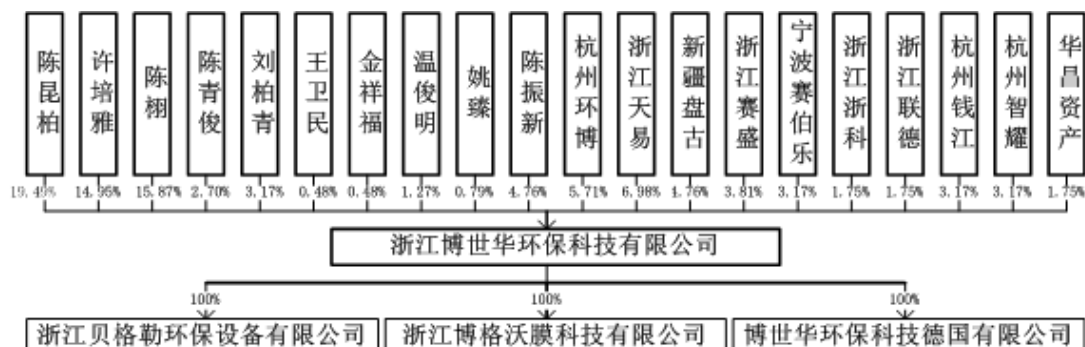 陈昆柏
许培雅
陈栩
陈青俊
刘柏青
王卫民
金祥福
温俊明
姚臻
陈振新
杭州环博
浙江天易
新疆盘古
浙江赛盛
宁波赛伯乐
浙江浙科
浙江联德
杭州钱江
杭州智耀
华昌资产
19.49% 14.95% 15.87% 2.70% 3.17% 0.48% 0.48% 1.27% 0.79% 4.76% 5.71% 6.98% 4.76% 3.81% 3.17% 1.75% 1.75% 3.17% 3.17% 1.75%
浙江博世华环保科技有限公司
100% 100% 100%
浙江贝格勒环保设备有限公司 浙江博格沃膜科技有限公司 博世华环保科技德国有限公司